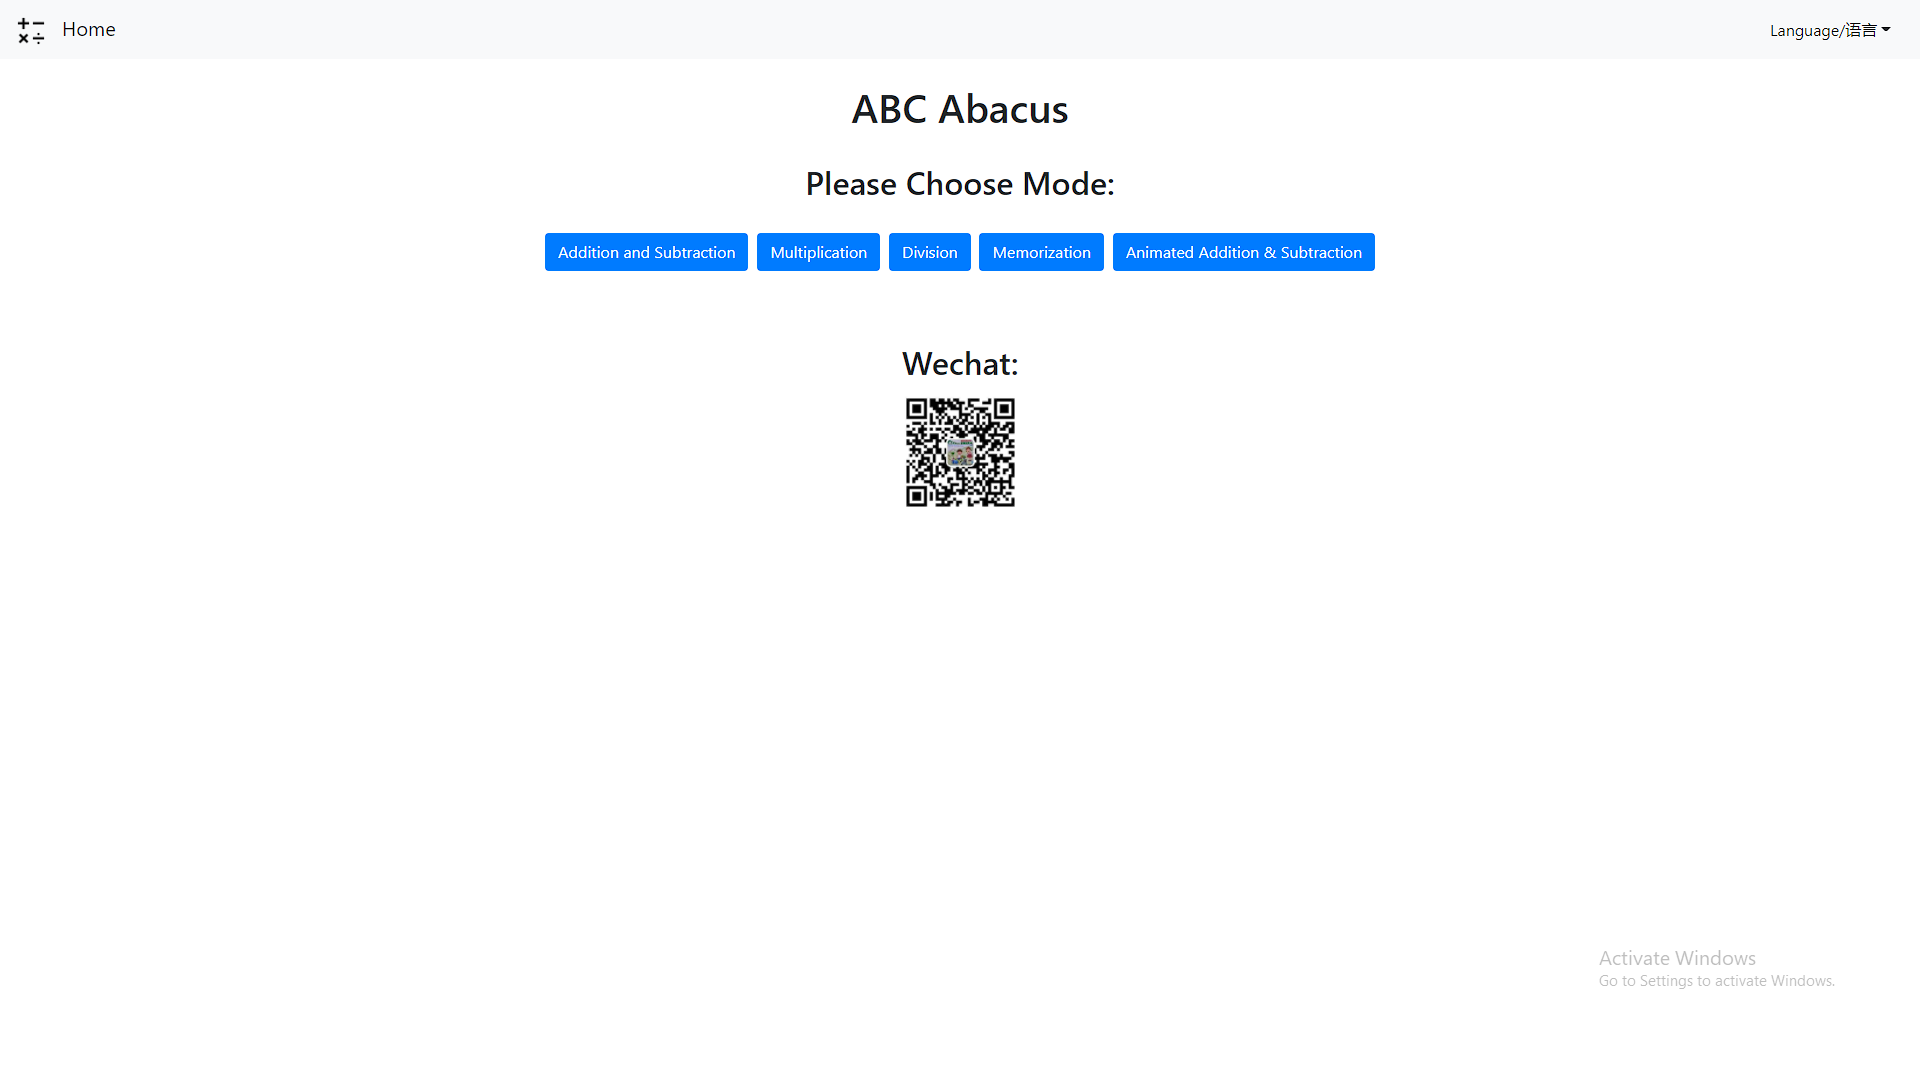 Home
Language/语言
ABC Abacus
Please Choose Mode:
Addition and Subtraction
Multiplication
Division
Memorization
Animated Addition & Subtraction
Wechat:
Activate Windows
Go to Settings to activate Windows.